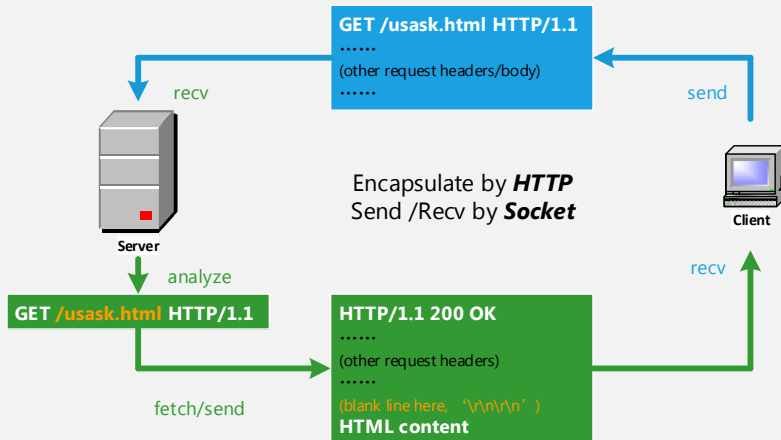 GET /usask.html HTTP/1.1
……
(other request headers/body)
……
recv
send
Encapsulate by HTTP
Send /Recv by Socket
Server
Client
analyze
recv
GET /usask.html HTTP/1.1
HTTP/1.1 200 OK
……
(other request headers)
……
(blank line here, ‘\r\n\r\n’ )
HTML content
fetch/send